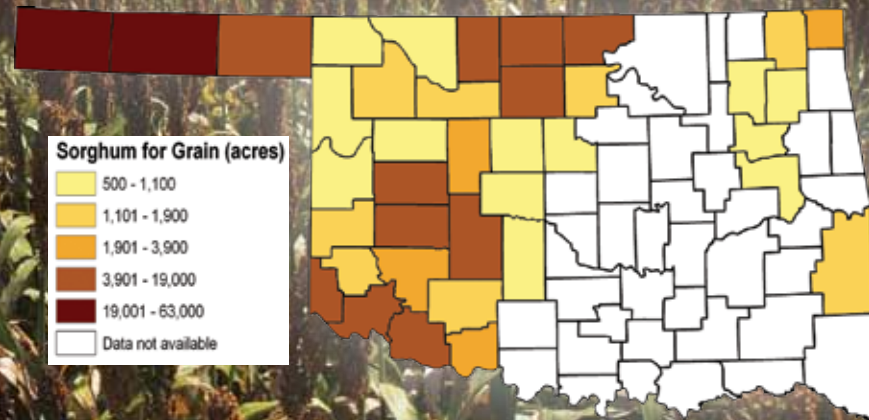 Sorghum for Grain (acres)
500 - 1,100
1,101 - 1,900
1,901 - 3,900
3,901 - 19,000
19,001 - 63,000
Data not available